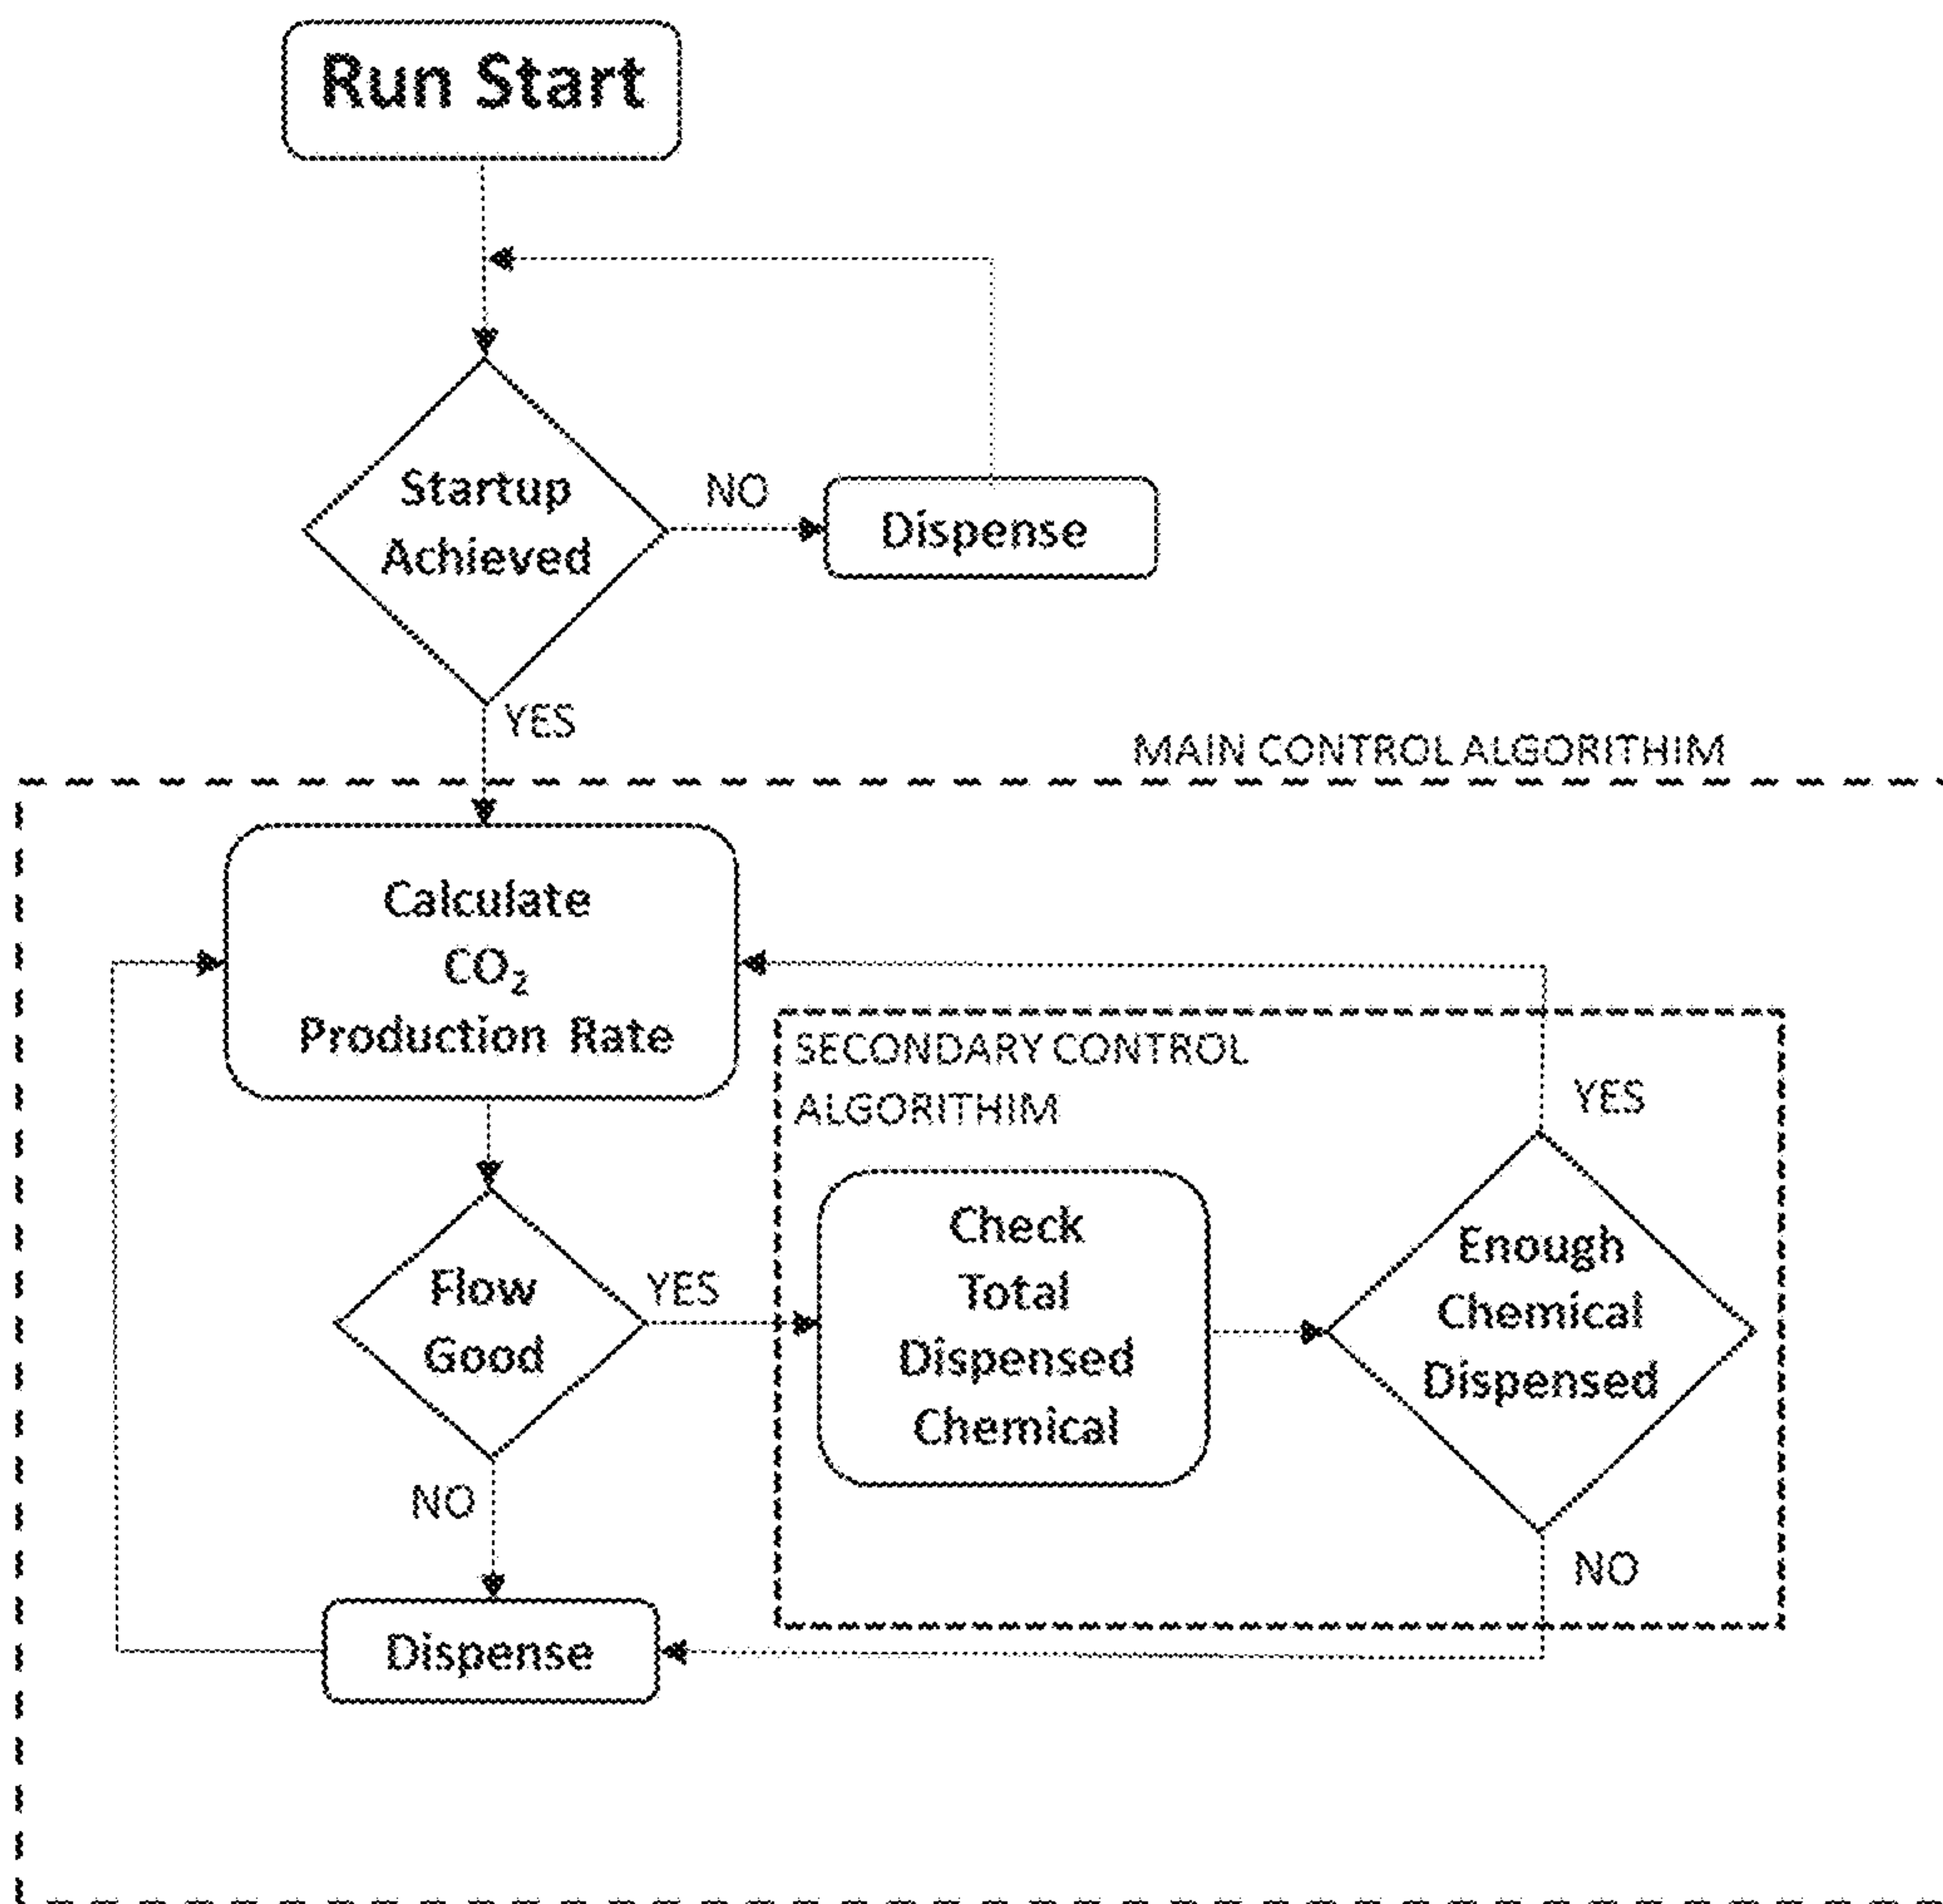 Run Start
Startup
Achieved
NO
Dispense
YES
MAIN CONTROL ALGORITHIM
Calculate
CO₂
Production Rate
SECONDARY CONTROL
ALGORITHIM
YES
Check
Total
Dispensed
Chemical
Enough
Chemical
Dispensed
Flow
Good
YES
NO
NO
Dispense